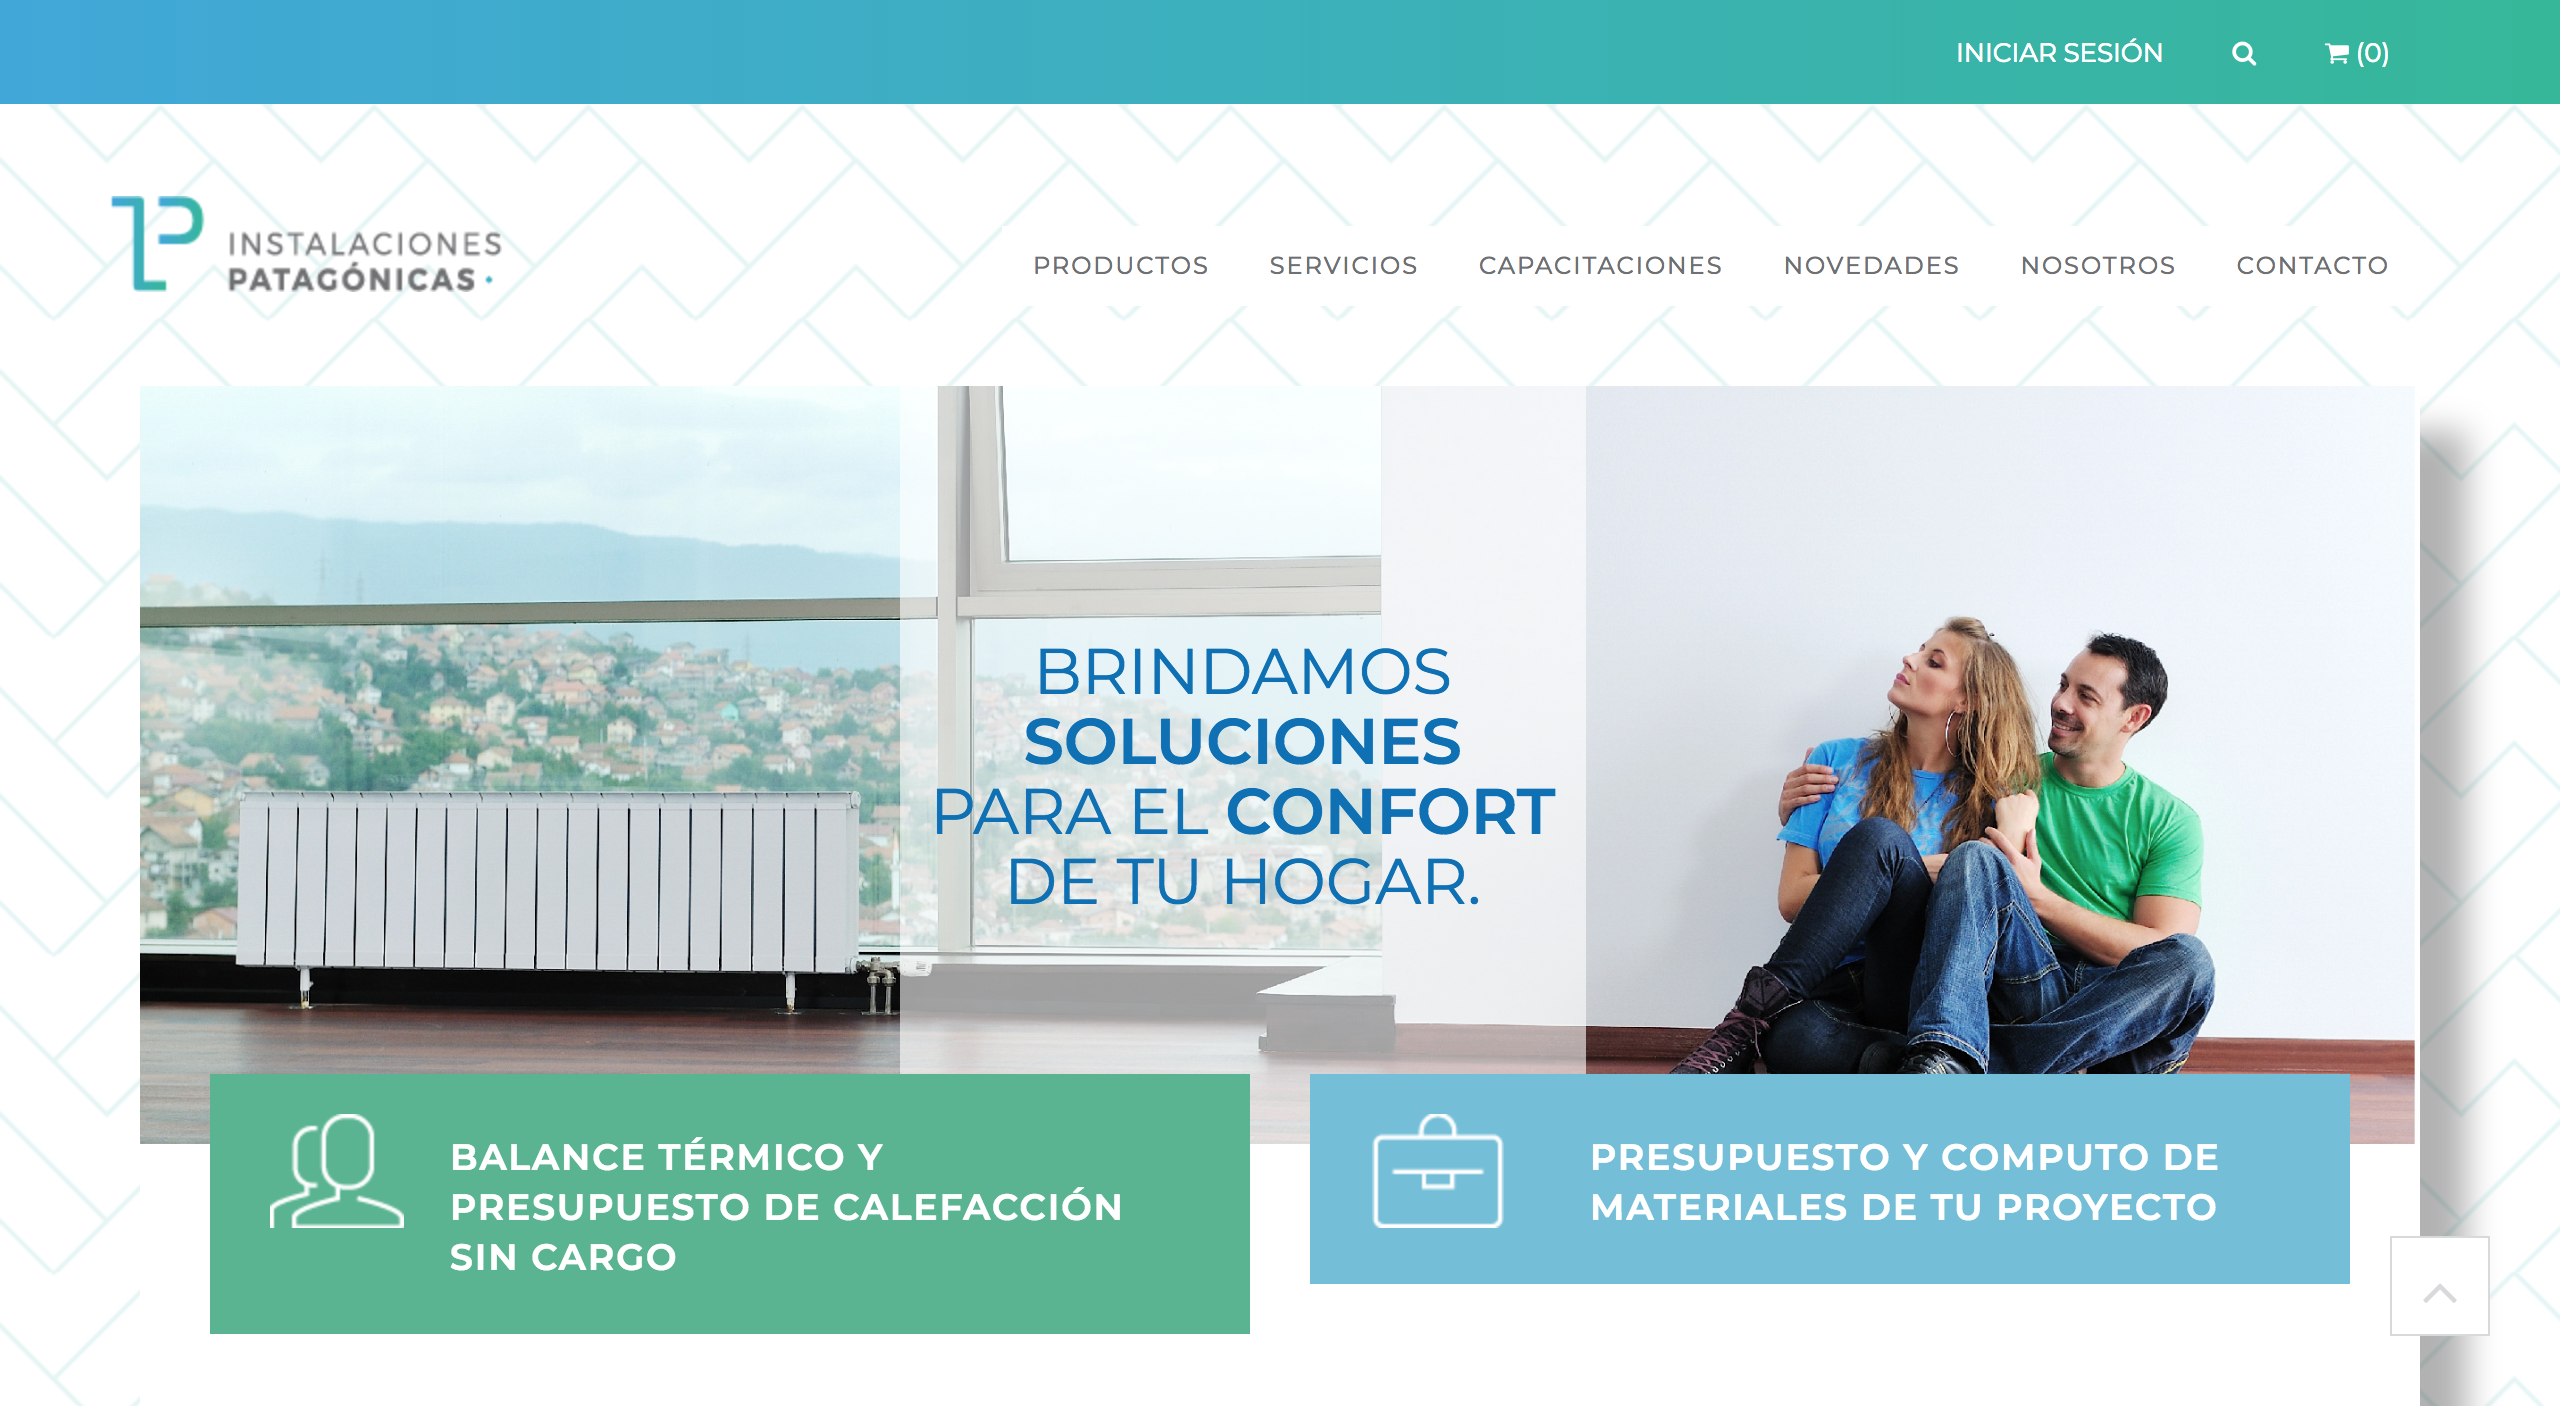 INICIAR SESIÓN (0)
INSTALACIONES
PATAGÓNICAS
PRODUCTOS SERVICIOS CAPACITACIONES NOVEDADES NOSOTROS CONTACTO
BRINDAMOS
SOLUCIONES
PARA EL CONFORT
DE TU HOGAR.
BALANCE TÉRMICO Y
PRESUPUESTO DE CALEFACCIÓN
SIN CARGO
PRESUPUESTO Y COMPUTO DE
MATERIALES DE TU PROYECTO